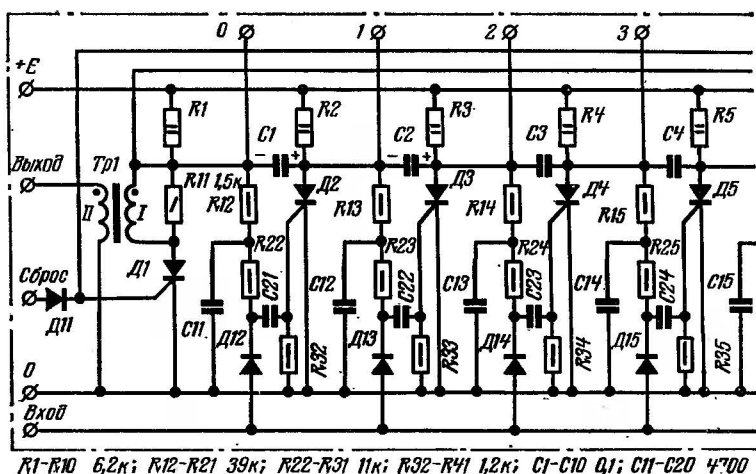 0 1 2 3
+E
R1 R2 R3 R4 R5
C1 C2 C3 C4
− + − +
Выход Тр1 R11 1,5к Д2 Д3 Д4 Д5
R12 R13 R14 R15
II I
R22 R23 R24 R25
Д1
Сброс C21 C22 C23 C24
Д11 C11 Д12 C12 Д13 C13 Д14 C14 Д15 C15
R32 R33 R34 R35
0
Вход
R1-R10 6,2к; R12-R21 39к; R22-R31 11к; R32-R41 1,2к; C1-C10 0,1; C11-C20 4700